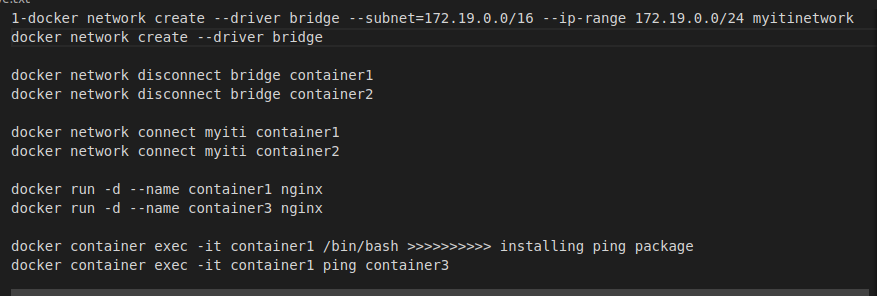 1-docker network create --driver bridge --subnet=172.19.0.0/16 --ip-range 172.19.0.0/24 myitinetwork
docker network create --driver bridge
docker network disconnect bridge container1
docker network disconnect bridge container2
docker network connect myiti container1
docker network connect myiti container2
docker run -d --name container1 nginx
docker run -d --name container3 nginx
docker container exec -it container1 /bin/bash >>>>>>>>>> installing ping package
docker container exec -it container1 ping container3